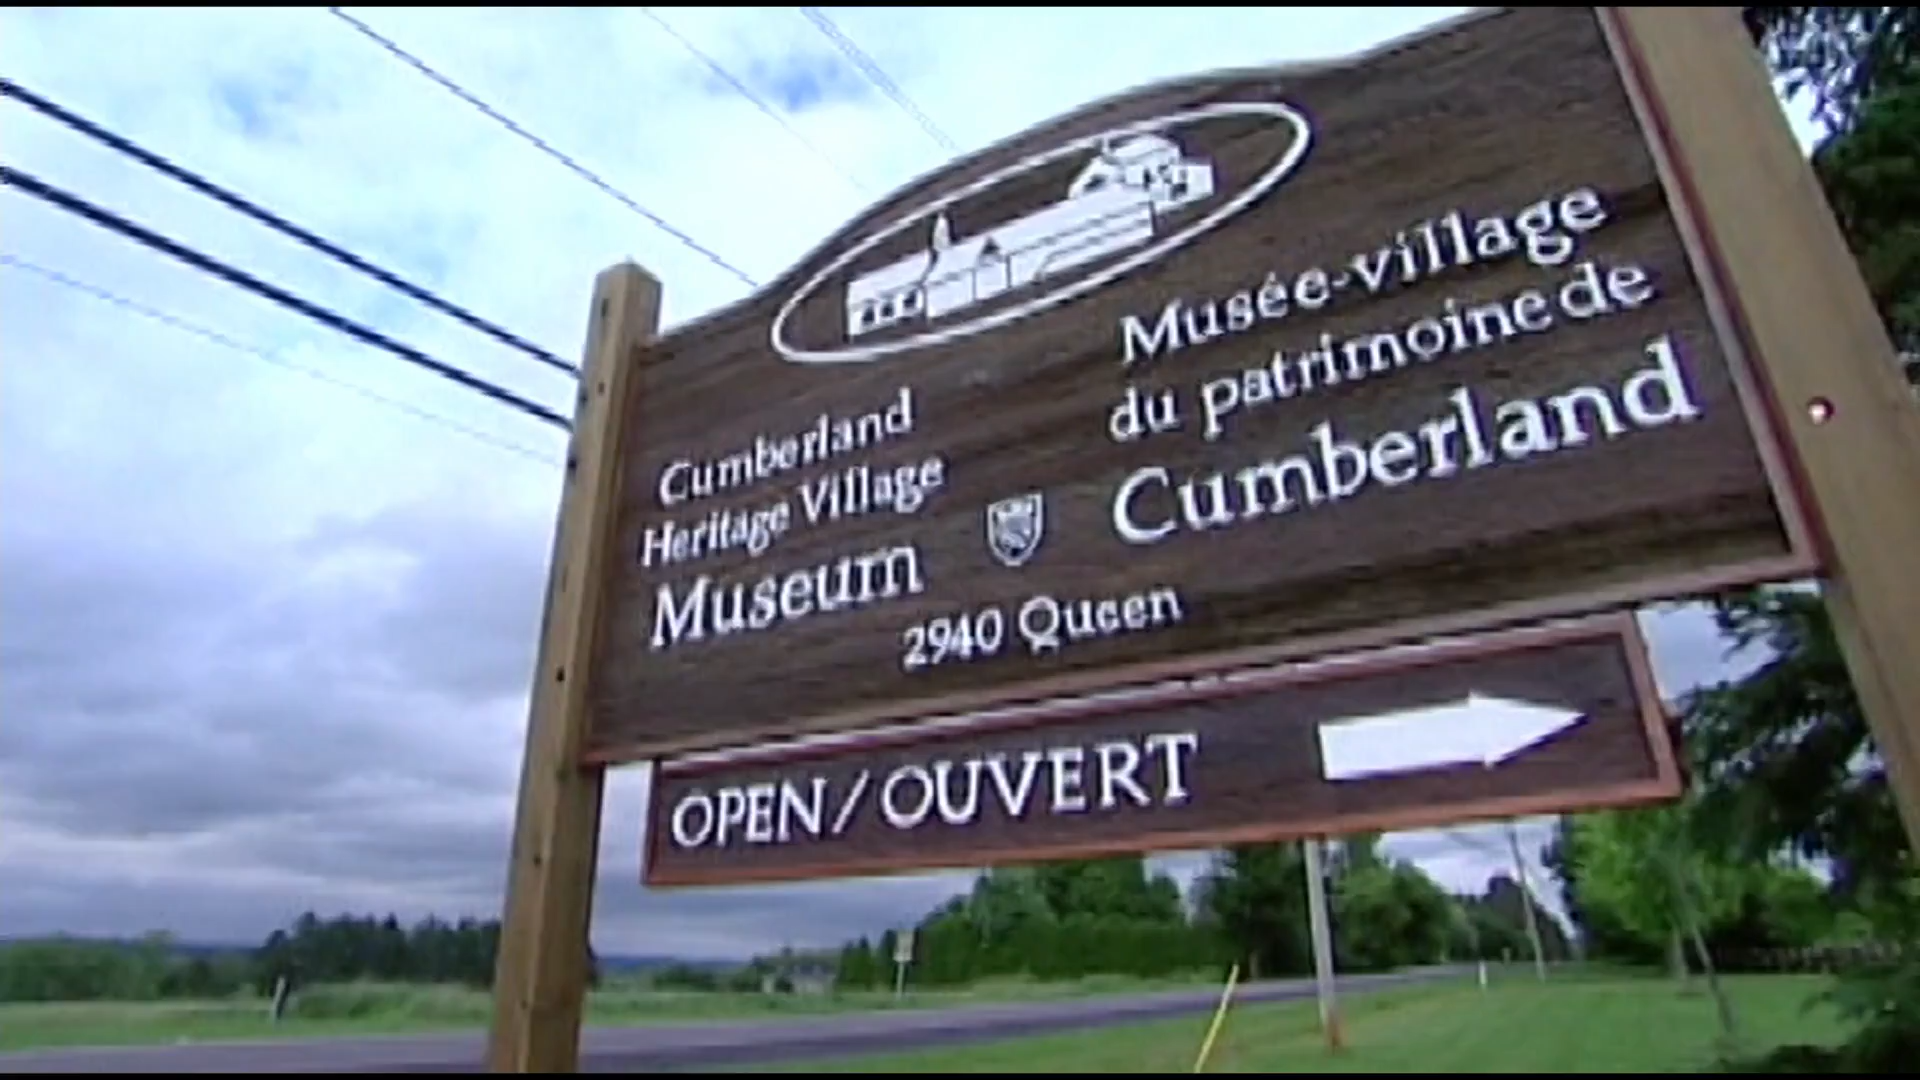 Cumberland
Heritage Village
Museum
Musée-village
du patrimoine de
Cumberland
2940 Queen
OPEN/OUVERT